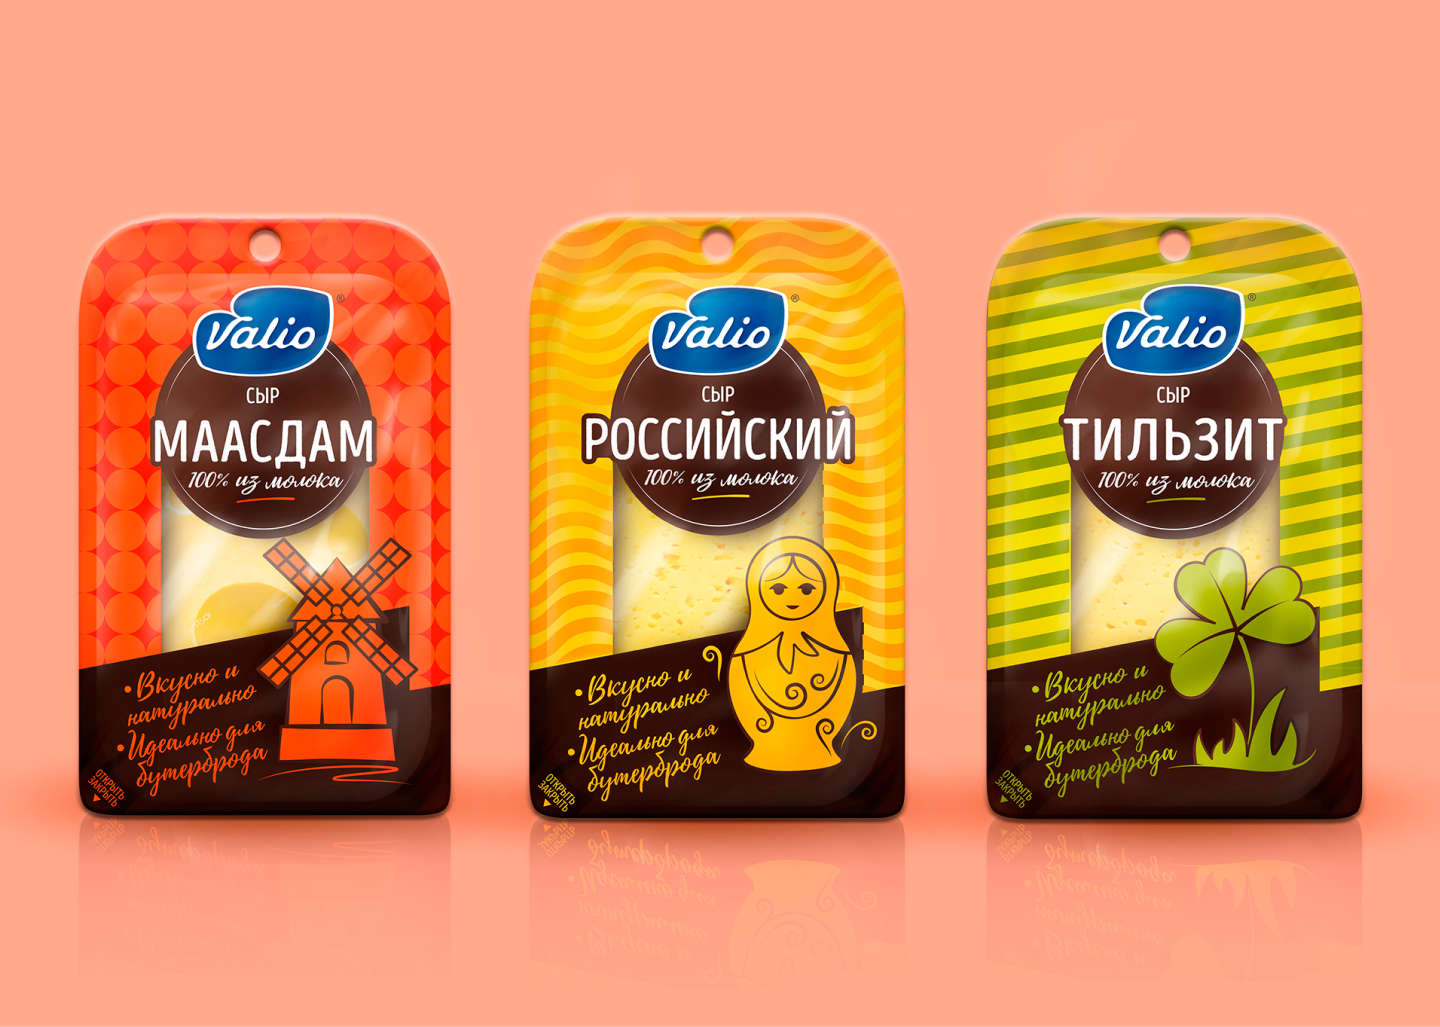 Valio ®
СЫР
МААСДАМ
100% из молока
• Вкусно и
натурально
• Идеально для
бутерброда
ОТКРЫТЬ
ЗАКРЫТЬ
Valio ®
СЫР
РОССИЙСКИЙ
100% из молока
• Вкусно и
натурально
• Идеально для
бутерброда
ОТКРЫТЬ
ЗАКРЫТЬ
Valio ®
СЫР
ТИЛЬЗИТ
100% из молока
• Вкусно и
натурально
• Идеально для
бутерброда
ОТКРЫТЬ
ЗАКРЫТЬ